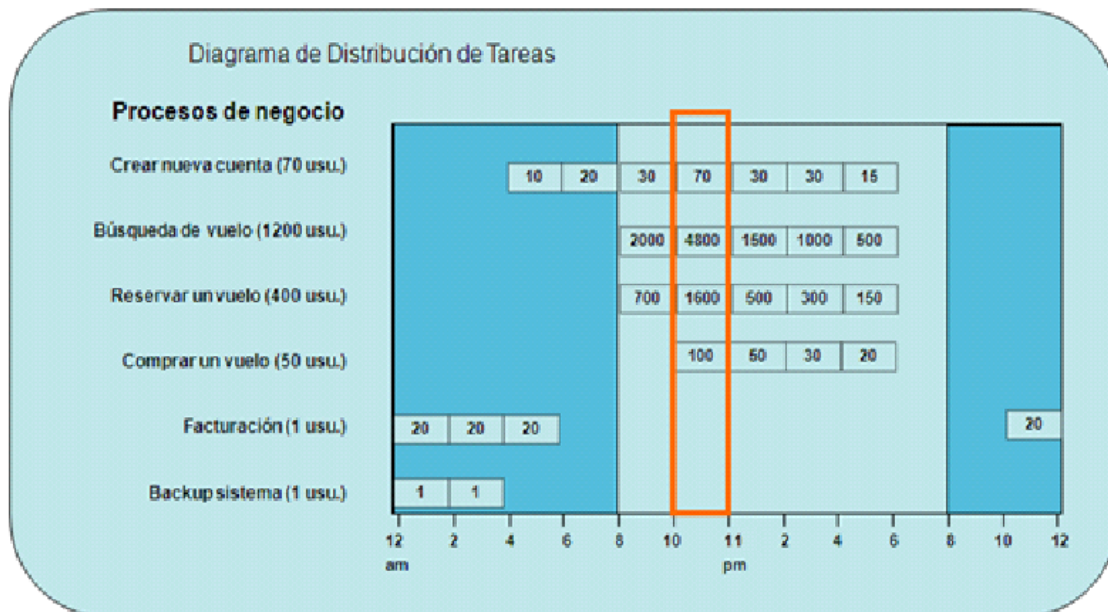 Diagrama de Distribución de Tareas
Procesos de negocio
Crear nueva cuenta (70 usu.)
10 20 30 70 30 30 15
Búsqueda de vuelo (1200 usu.)
2000 4800 1500 1000 500
Reservar un vuelo (400 usu.)
700 1600 500 300 150
Comprar un vuelo (50 usu.)
100 50 30 20
Facturación (1 usu.)
20 20 20 20
Backup sistema (1 usu.)
1 1
12 2 4 6 8 10 11 2 4 6 8 10 12
am pm